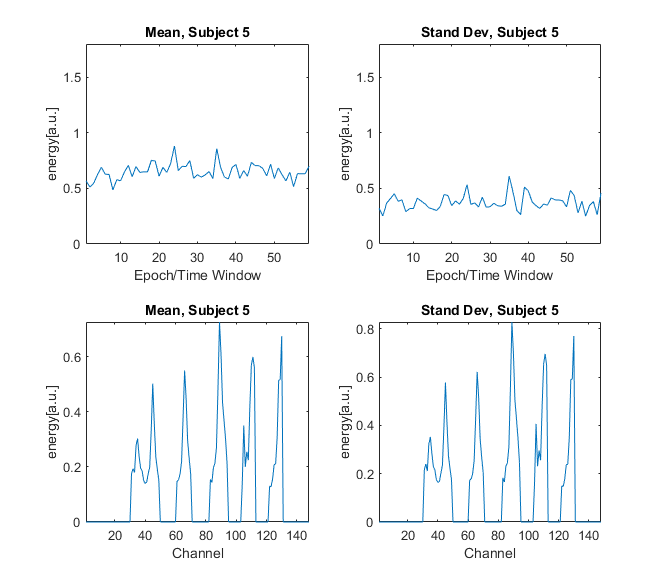 Mean, Subject 5
energy[a.u.]
1.5
1
0.5
0
10 20 30 40 50
Epoch/Time Window
Stand Dev, Subject 5
energy[a.u.]
1.5
1
0.5
0
10 20 30 40 50
Epoch/Time Window
Mean, Subject 5
energy[a.u.]
0.6
0.4
0.2
0
20 40 60 80 100 120 140
Channel
Stand Dev, Subject 5
energy[a.u.]
0.8
0.6
0.4
0.2
0
20 40 60 80 100 120 140
Channel